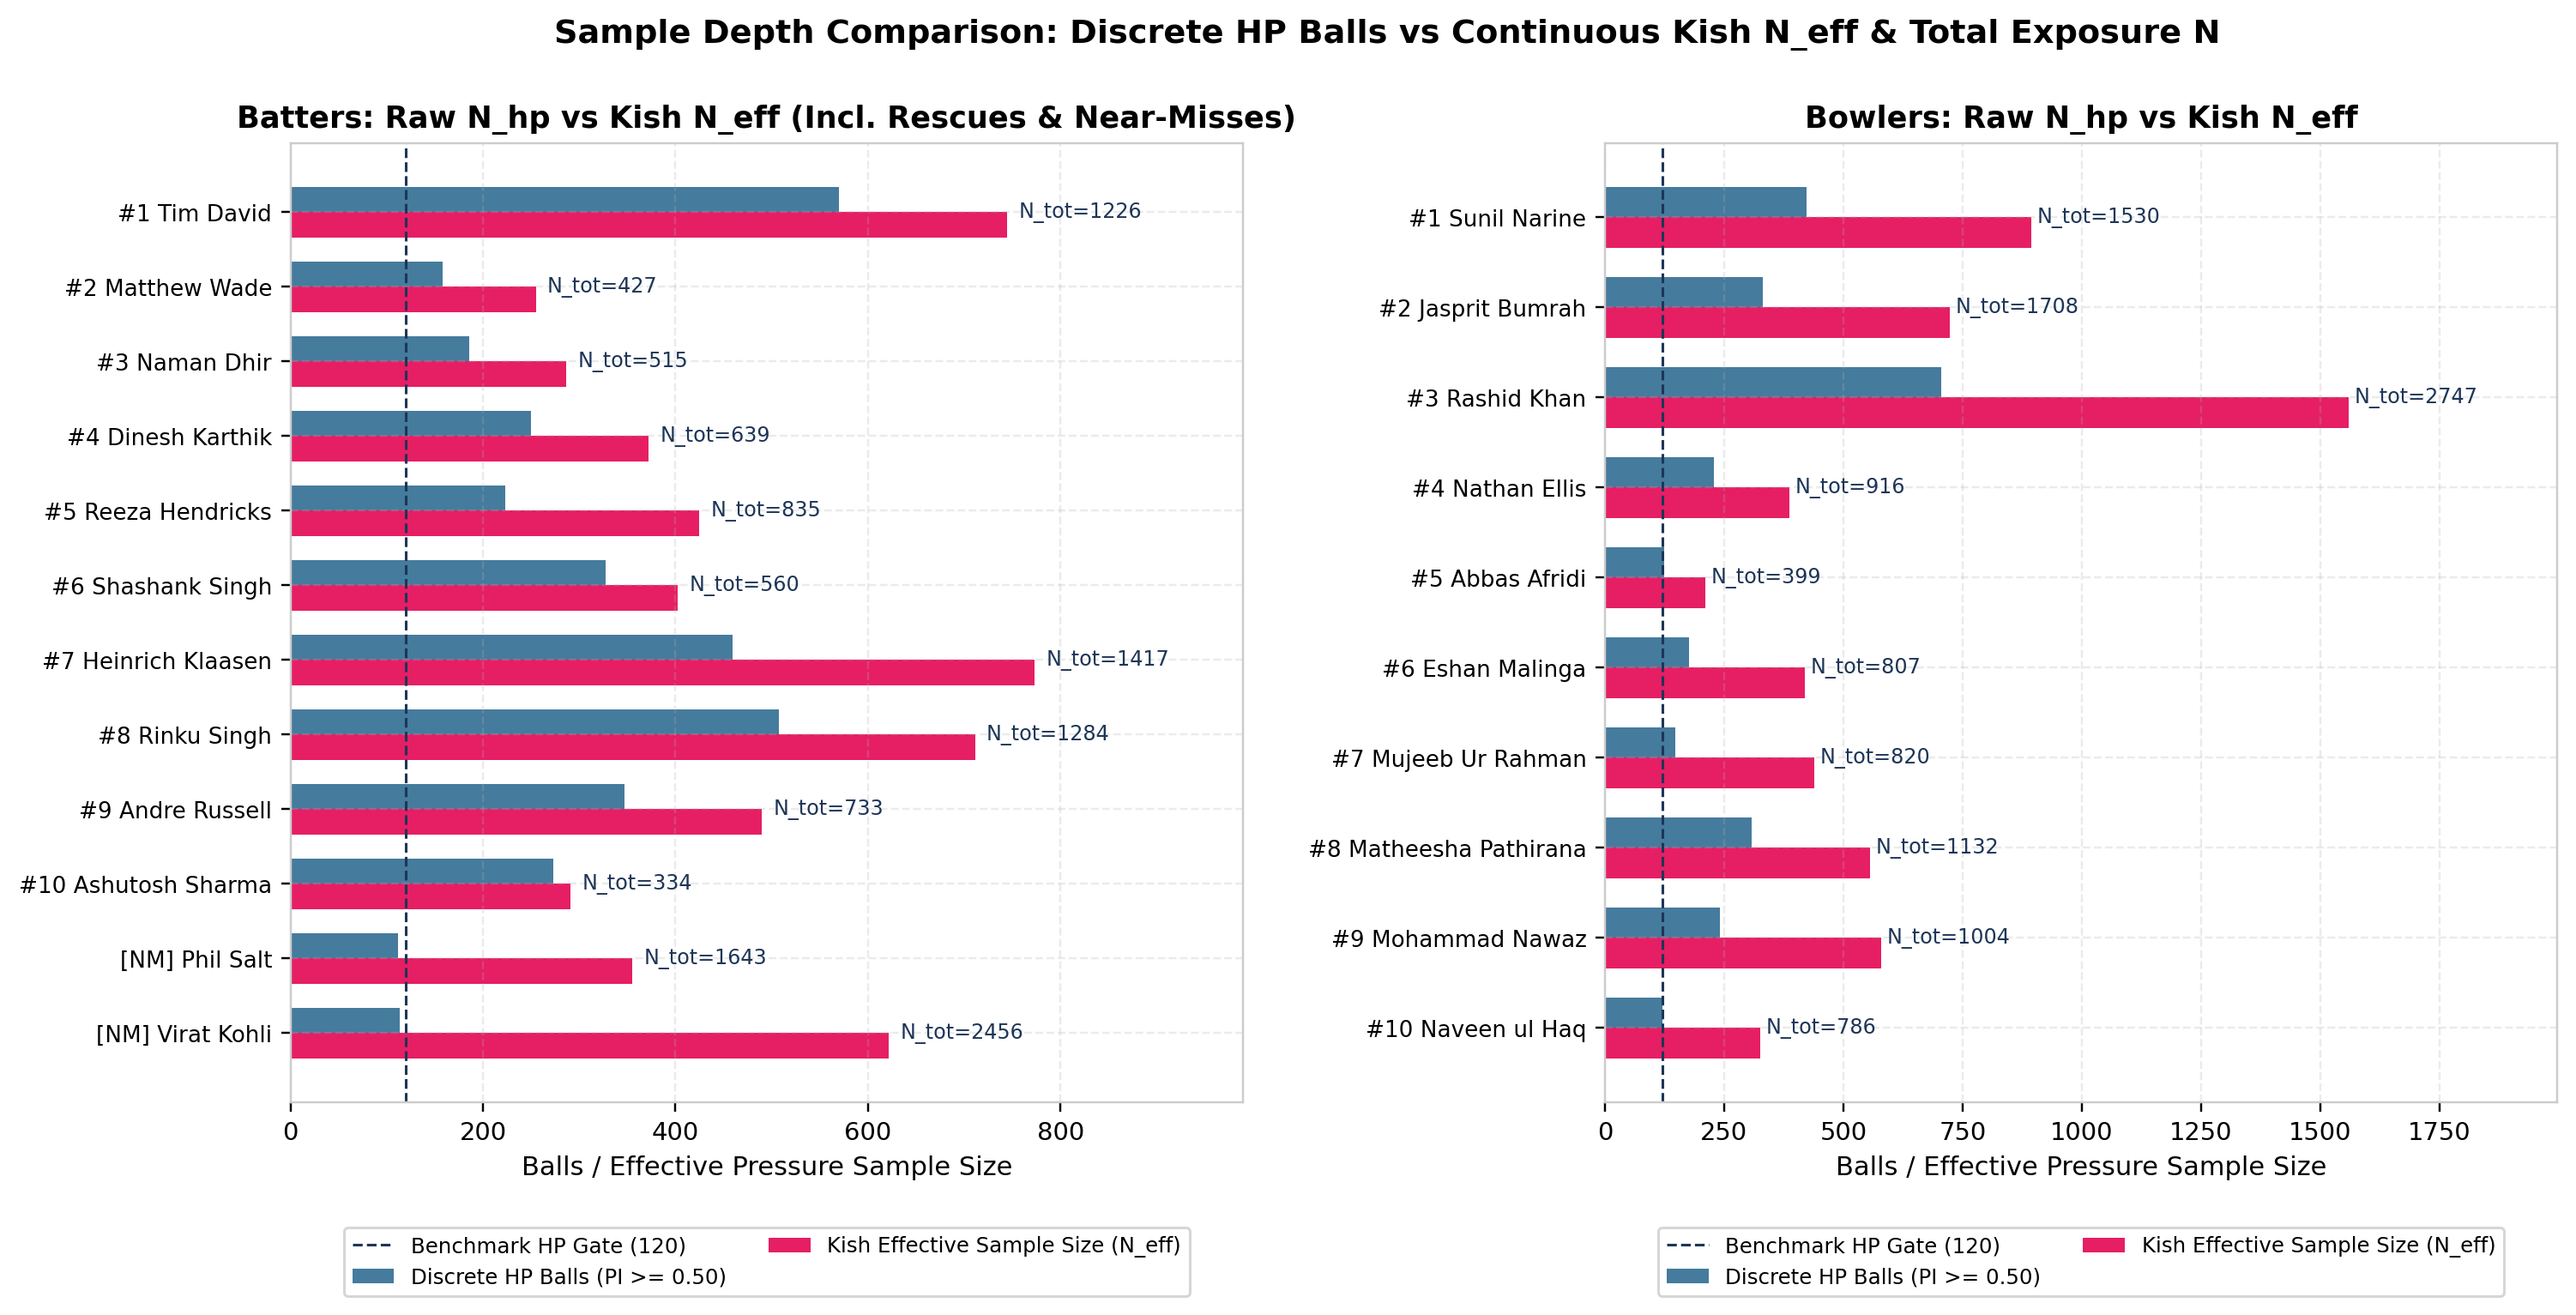 Sample Depth Comparison: Discrete HP Balls vs Continuous Kish N_eff & Total Exposure N
Batters: Raw N_hp vs Kish N_eff (Incl. Rescues & Near-Misses)
#1 Tim David
N_tot=1226
#2 Matthew Wade
N_tot=427
#3 Naman Dhir
N_tot=515
#4 Dinesh Karthik
N_tot=639
#5 Reeza Hendricks
N_tot=835
#6 Shashank Singh
N_tot=560
#7 Heinrich Klaasen
N_tot=1417
#8 Rinku Singh
N_tot=1284
#9 Andre Russell
N_tot=733
#10 Ashutosh Sharma
N_tot=334
[NM] Phil Salt
N_tot=1643
[NM] Virat Kohli
N_tot=2456
0 200 400 600 800
Balls / Effective Pressure Sample Size
Benchmark HP Gate (120)
Discrete HP Balls (PI >= 0.50)
Kish Effective Sample Size (N_eff)
Bowlers: Raw N_hp vs Kish N_eff
#1 Sunil Narine
N_tot=1530
#2 Jasprit Bumrah
N_tot=1708
#3 Rashid Khan
N_tot=2747
#4 Nathan Ellis
N_tot=916
#5 Abbas Afridi
N_tot=399
#6 Eshan Malinga
N_tot=807
#7 Mujeeb Ur Rahman
N_tot=820
#8 Matheesha Pathirana
N_tot=1132
#9 Mohammad Nawaz
N_tot=1004
#10 Naveen ul Haq
N_tot=786
0 250 500 750 1000 1250 1500 1750
Balls / Effective Pressure Sample Size
Benchmark HP Gate (120)
Discrete HP Balls (PI >= 0.50)
Kish Effective Sample Size (N_eff)